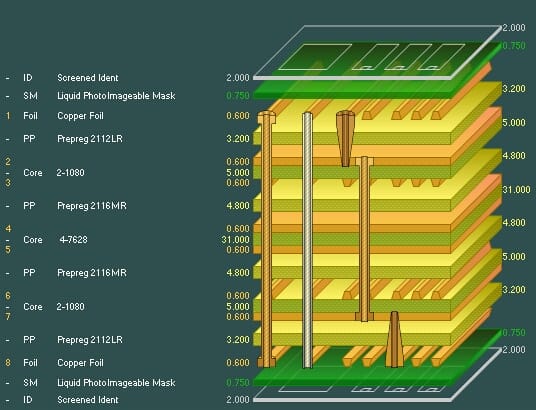 2.000
0.750
- ID Screened Ident 2.000
- SM Liquid PhotoImageable Mask 0.750
3.200
1 Foil Copper Foil 0.600
5.000
- PP Prepreg 2112LR 3.200
4.800
2 0.600
- Core 2-1080 5.000
3 0.600
31.000
- PP Prepreg 2116MR 4.800
4.800
4 0.600
- Core 4-7628 31.000
5 0.600
5.000
- PP Prepreg 2116MR 4.800
3.200
6 0.600
- Core 2-1080 5.000
7 0.600
0.750
- PP Prepreg 2112LR 3.200
2.000
8 Foil Copper Foil 0.600
- SM Liquid PhotoImageable Mask 0.750
- ID Screened Ident 2.000